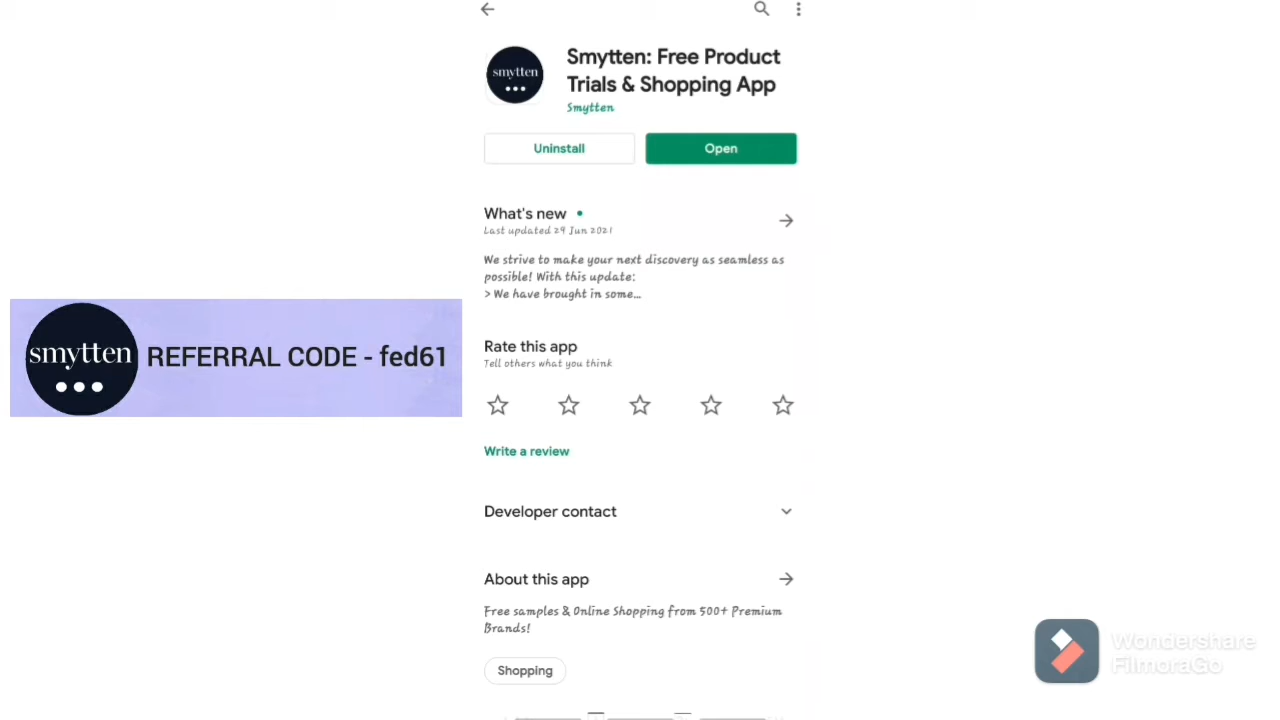 Smytten: Free Product
Trials & Shopping App
smytten
Smytten
Uninstall
Open
What's new
Last updated 29 Jun 2021
We strive to make your next discovery as seamless as
possible! With this update:
> We have brought in some...
Rate this app
Tell others what you think
smytten REFERRAL CODE - fed61
Write a review
Developer contact
About this app
Free samples & Online Shopping from 500+ Premium
Brands!
Shopping
Wondershare
FilmoraGo